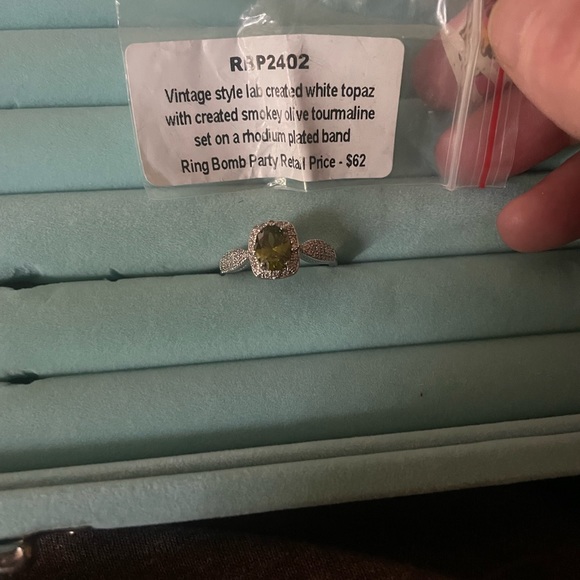 RBP2402
Vintage style lab created white topaz
with created smokey olive tourmaline
set on a rhodium plated band
Ring Bomb Party Retail Price - $62